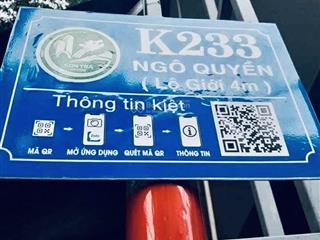 SƠN TRÀ
K233
NGÔ QUYỀN
( Lộ Giới 4m )
Thông tin kiệt
MÃ QR
MỞ ỨNG DỤNG
QUÉT MÃ QR
THÔNG TIN